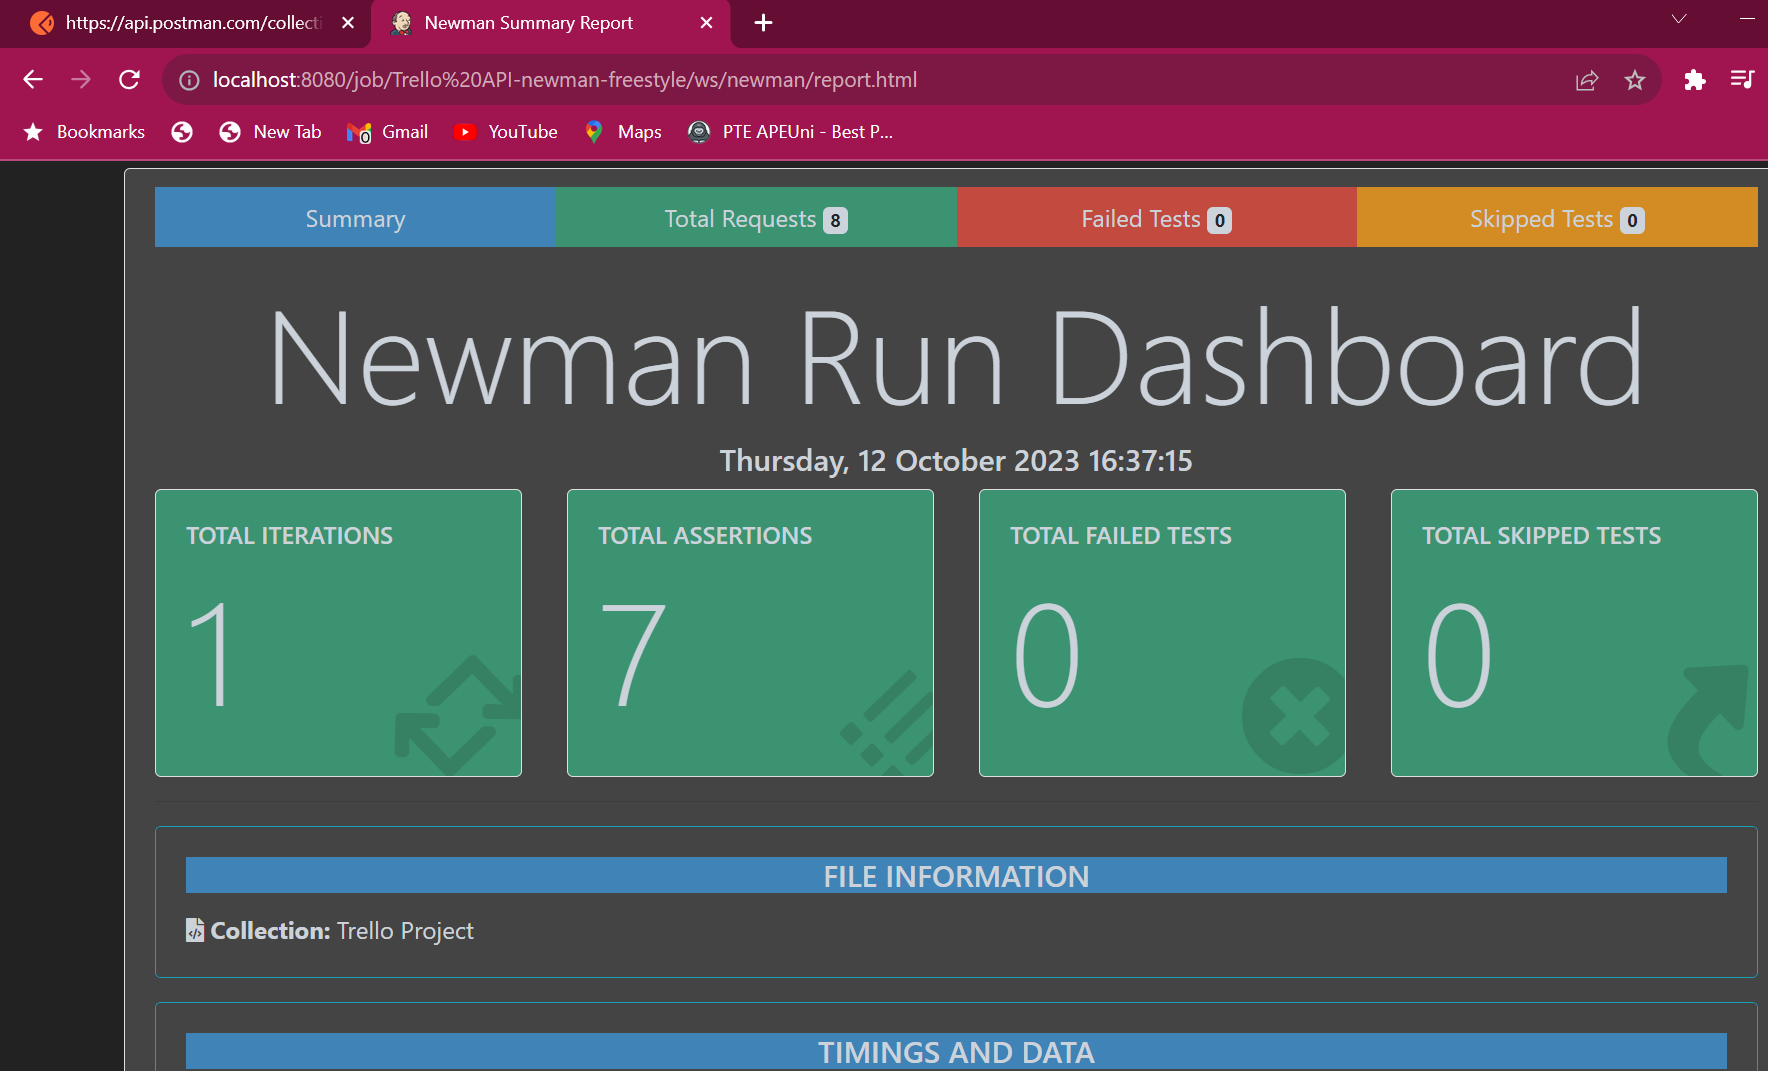 https://api.postman.com/collecti
Newman Summary Report
localhost:8080/job/Trello%20API-newman-freestyle/ws/newman/report.html
Bookmarks New Tab 0 Gmail YouTube Maps PTE APEUni - Best P...
Summary Total Requests 8 Failed Tests 0 Skipped Tests 0
Newman Run Dashboard
Thursday, 12 October 2023 16:37:15
TOTAL ITERATIONS
1
TOTAL ASSERTIONS
7
TOTAL FAILED TESTS
0
TOTAL SKIPPED TESTS
0
FILE INFORMATION
Collection: Trello Project
TIMINGS AND DATA